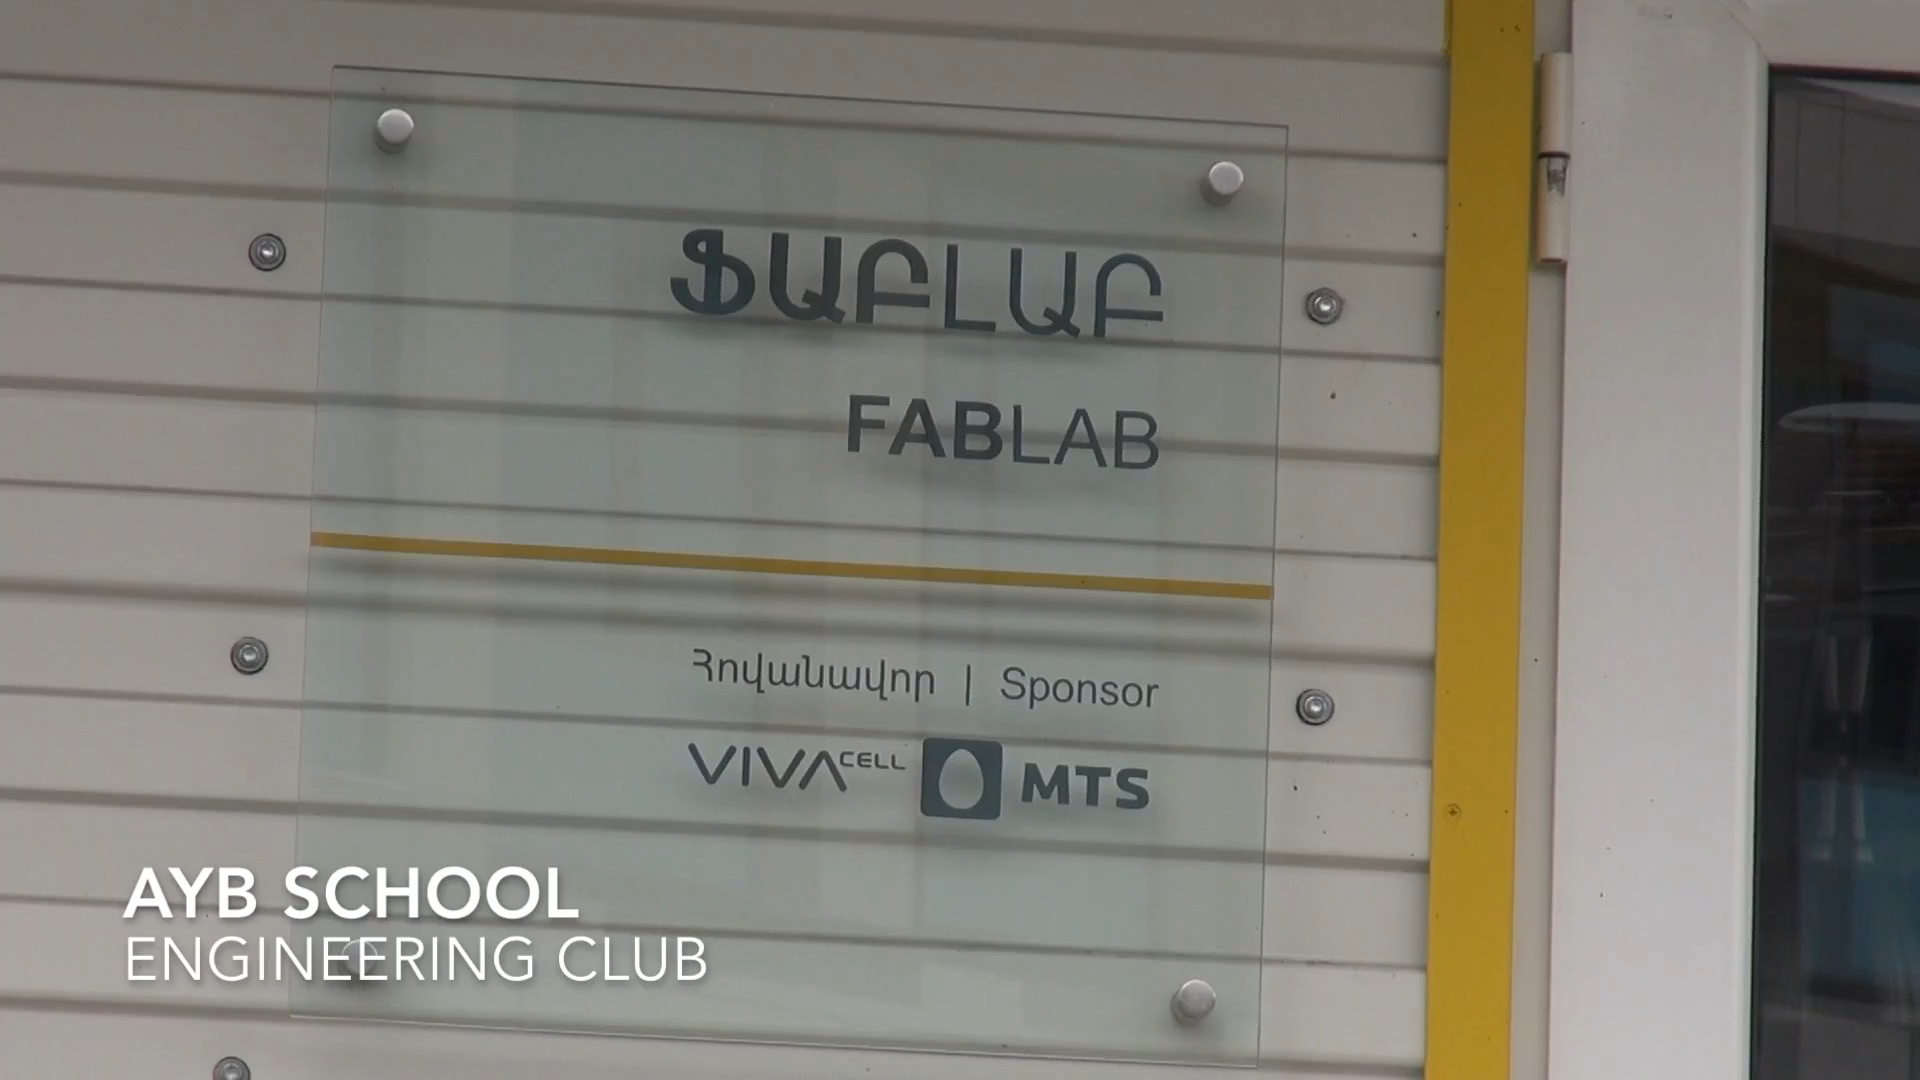 ՖԱԲԼԱԲ
FABLAB
Հովանավոր | Sponsor
VIVACELL MTS
AYB SCHOOL
ENGINEERING CLUB